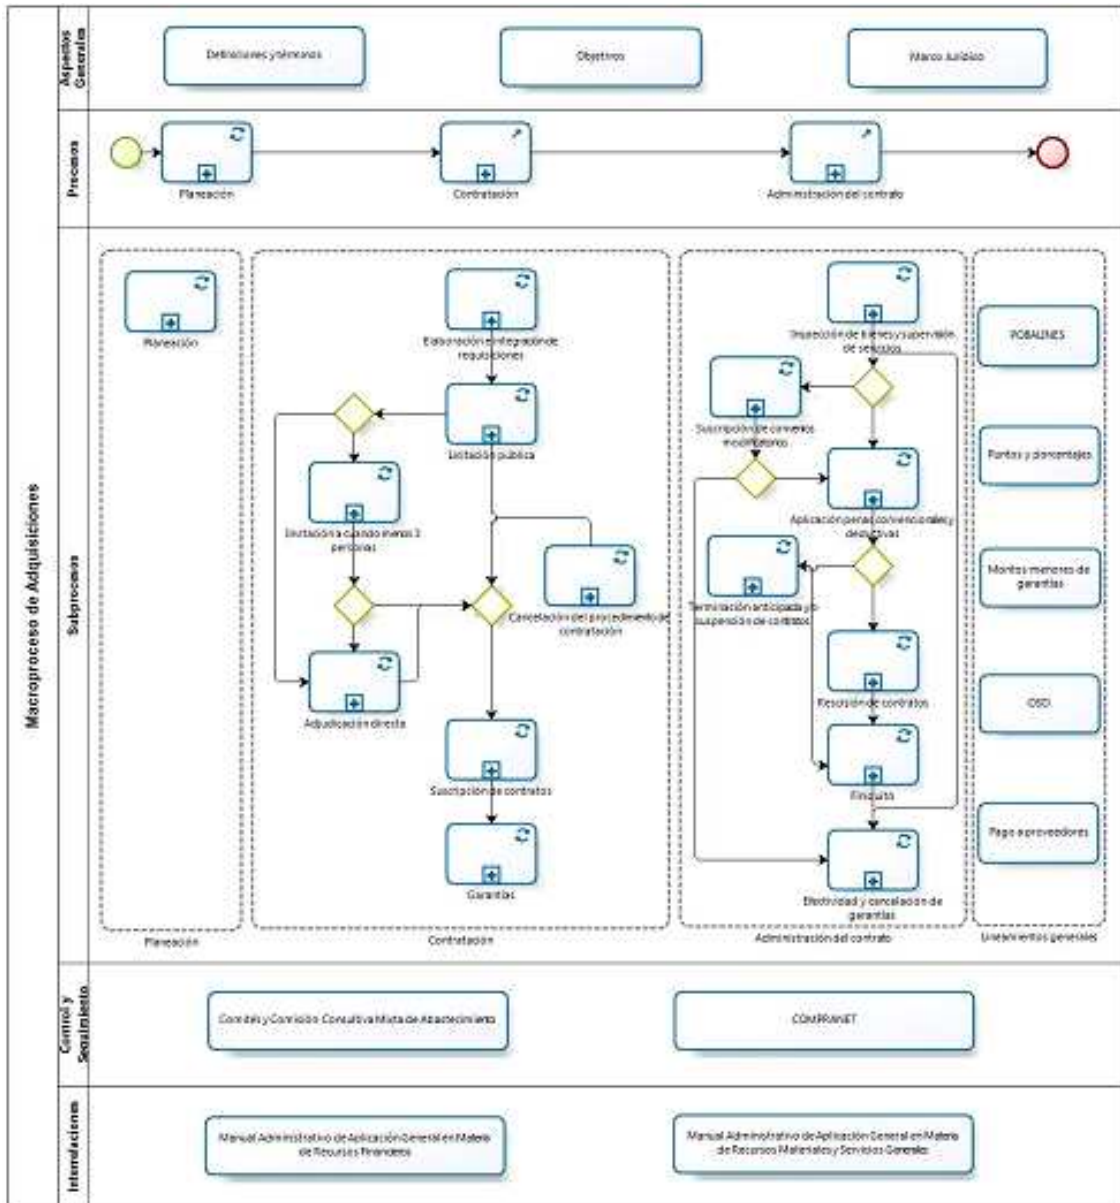 Macroproceso de Adquisiciones
Aspectos
Generales
Definiciones y términos
Objetivos
Marco Jurídico
Procesos
Planeación
Contratación
Administración del contrato
Subprocesos
Planeación
Elaboración e integración de
requisiciones
Licitación pública
Invitación a cuando menos 3
personas
Cancelación del procedimiento de
contratación
Adjudicación directa
Suscripción de contratos
Garantías
Inspección de bienes y supervisión
de servicios
Suscripción de convenios
modificatorios
Aplicación penas convencionales y
deductivas
Terminación anticipada y/o
suspensión de contratos
Rescisión de contratos
Finiquito
Efectividad y cancelación de
garantías
POBALINES
Puntos y porcentajes
Montos menores de
garantías
OSD
Pago a proveedores
Planeación
Contratación
Administración del contrato
Lineamientos generales
Control y
Seguimiento
Comités y Comisión Consultiva Mixta de Abastecimiento
COMPRANET
Interrelaciones
Manual Administrativo de Aplicación General en Materia
de Recursos Financieros
Manual Administrativo de Aplicación General en Materia
de Recursos Materiales y Servicios Generales